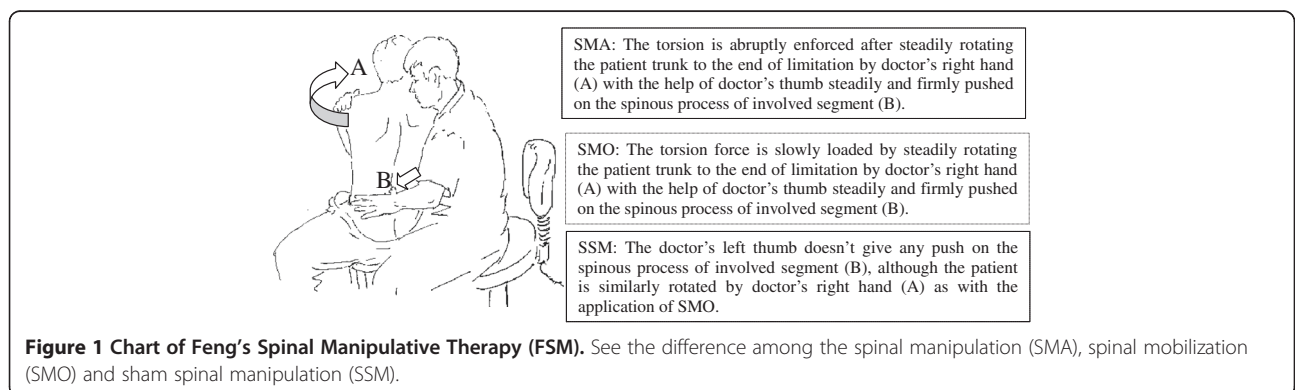 A
B
SMA: The torsion is abruptly enforced after steadily rotating
the patient trunk to the end of limitation by doctor's right hand
(A) with the help of doctor's thumb steadily and firmly pushed
on the spinous process of involved segment (B).
SMO: The torsion force is slowly loaded by steadily rotating
the patient trunk to the end of limitation by doctor's right hand
(A) with the help of doctor's thumb steadily and firmly pushed
on the spinous process of involved segment (B).
SSM: The doctor's left thumb doesn't give any push on the
spinous process of involved segment (B), although the patient
is similarly rotated by doctor's right hand (A) as with the
application of SMO.
Figure 1 Chart of Feng's Spinal Manipulative Therapy (FSM). See the difference among the spinal manipulation (SMA), spinal mobilization
(SMO) and sham spinal manipulation (SSM).